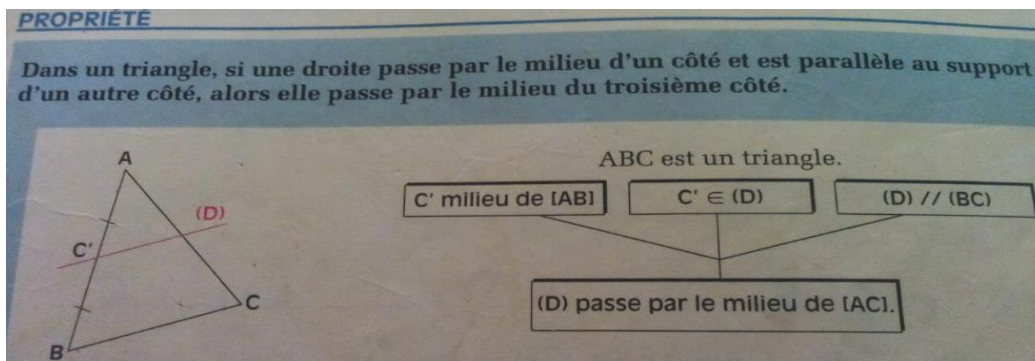 PROPRIÉTÉ
Dans un triangle, si une droite passe par le milieu d'un côté et est parallèle au support
d'un autre côté, alors elle passe par le milieu du troisième côté.
A
(D)
C'
C
B
ABC est un triangle.
C' milieu de [AB]
C' ∈ (D)
(D) // (BC)
(D) passe par le milieu de [AC].